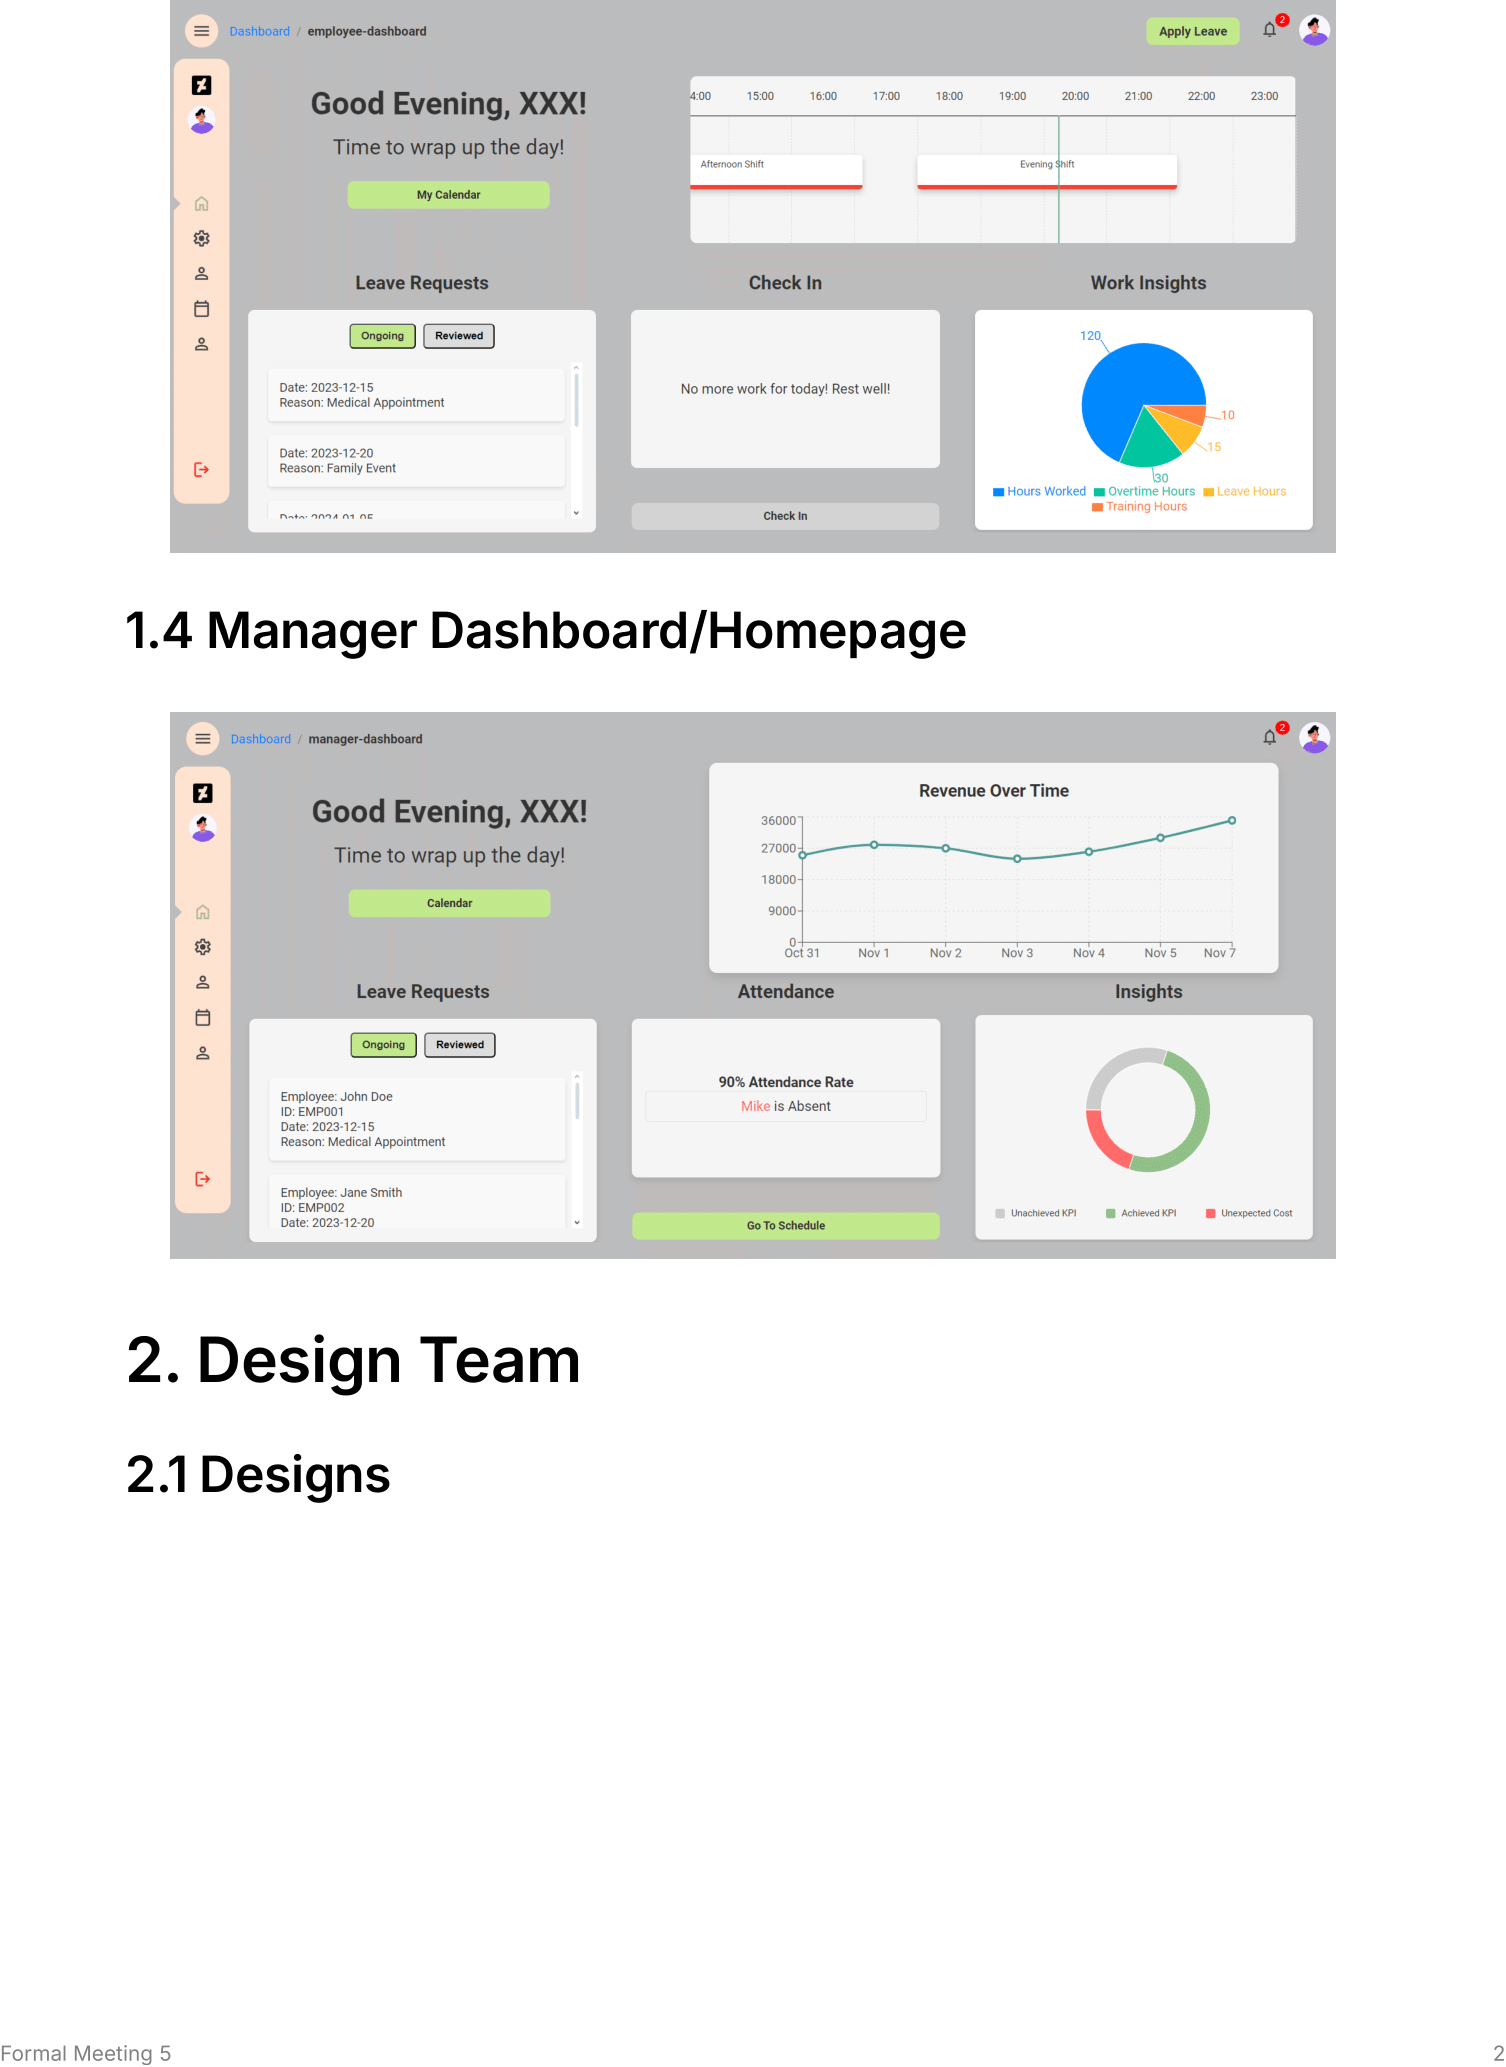 Dashboard / employee-dashboard
Apply Leave
2
Good Evening, XXX!
Time to wrap up the day!
My Calendar
4:00 15:00 16:00 17:00 18:00 19:00 20:00 21:00 22:00 23:00
Afternoon Shift
Evening Shift
Leave Requests
Ongoing Reviewed
Date: 2023-12-15
Reason: Medical Appointment
Date: 2023-12-20
Reason: Family Event
Date: 2024-01-05
Check In
No more work for today! Rest well!
Check In
Work Insights
120
10
15
30
Hours Worked Overtime Hours Leave Hours
Training Hours
1.4 Manager Dashboard/Homepage
Dashboard / manager-dashboard
2
Good Evening, XXX!
Time to wrap up the day!
Calendar
Revenue Over Time
36000
27000
18000
9000
0
Oct 31 Nov 1 Nov 2 Nov 3 Nov 4 Nov 5 Nov 7
Leave Requests
Ongoing Reviewed
Employee: John Doe
ID: EMP001
Date: 2023-12-15
Reason: Medical Appointment
Employee: Jane Smith
ID: EMP002
Date: 2023-12-20
Attendance
90% Attendance Rate
Mike is Absent
Go To Schedule
Insights
Unachieved KPI Achieved KPI Unexpected Cost
2. Design Team
2.1 Designs
Formal Meeting 5
2